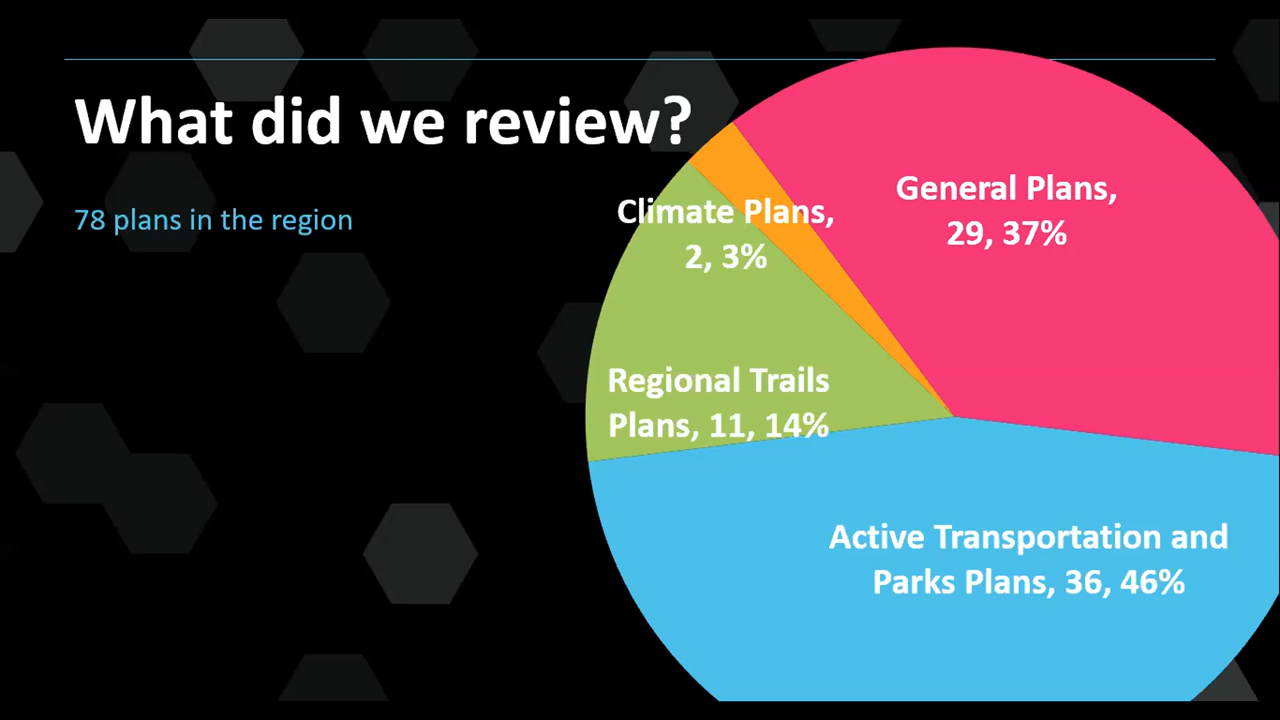 What did we review?
78 plans in the region
General Plans,
29, 37%
Climate Plans,
2, 3%
Regional Trails
Plans, 11, 14%
Active Transportation and
Parks Plans, 36, 46%